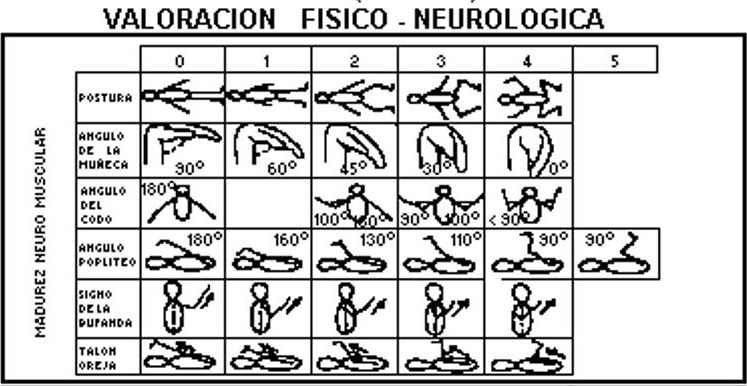 VALORACION FISICO - NEUROLOGICA
0 1 2 3 4 5
MADUREZ NEURO MUSCULAR
POSTURA
ANGULO
DE LA
MUÑECA
90° 60° 45° 30° 0°
ANGULO
DEL
CODO
180° 100° 90° 100° < 90°
ANGULO
POPLITEO
180° 160° 130° 110° 90° 90°
SIGNO
DE LA
BUFANDA
TALON
OREJA